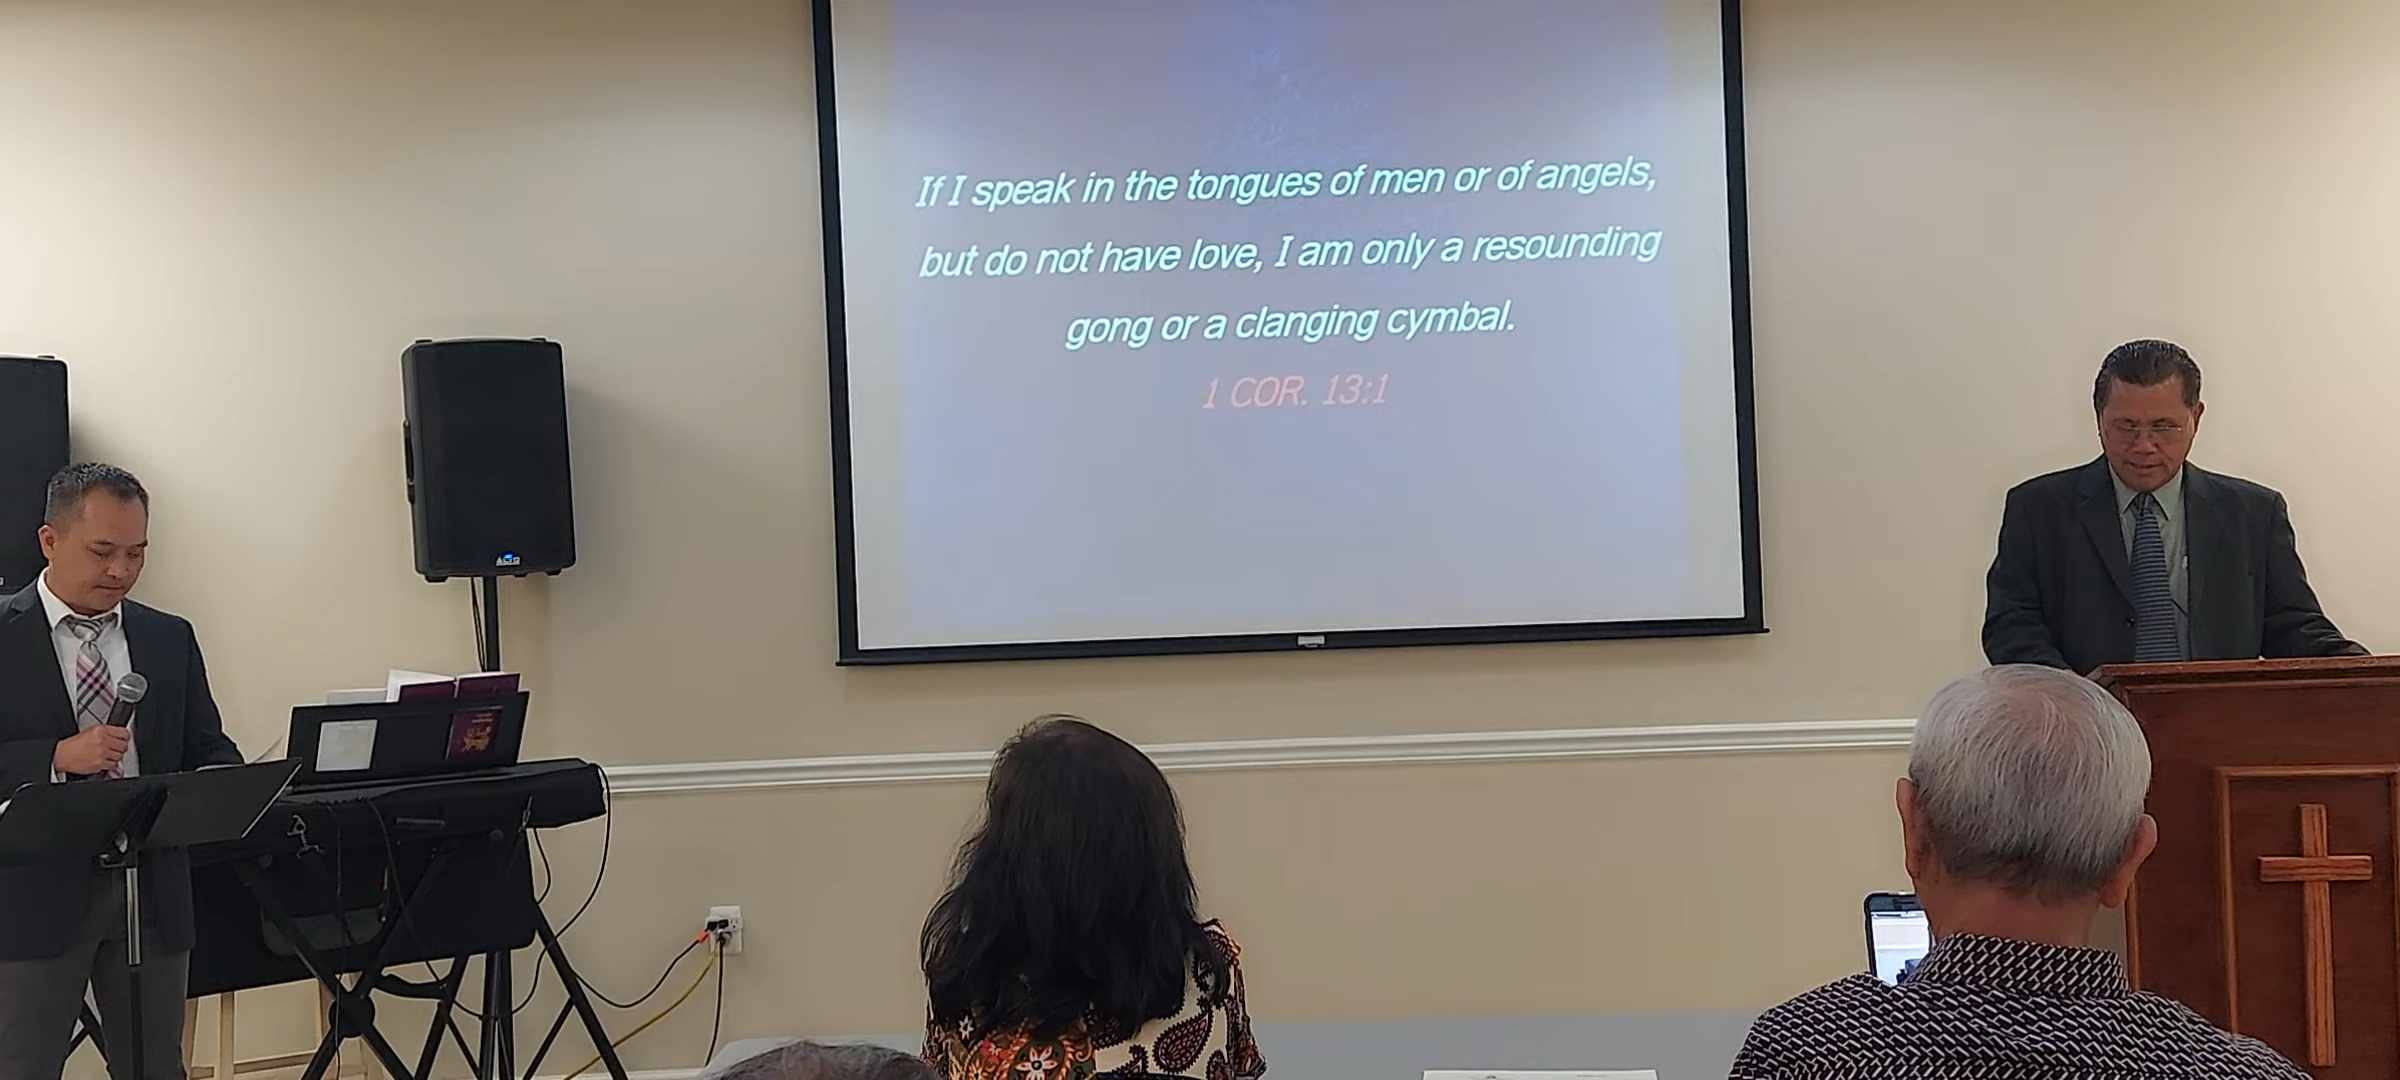 If I speak in the tongues of men or of angels,
but do not have love, I am only a resounding
gong or a clanging cymbal.
1 COR. 13:1
ALTO